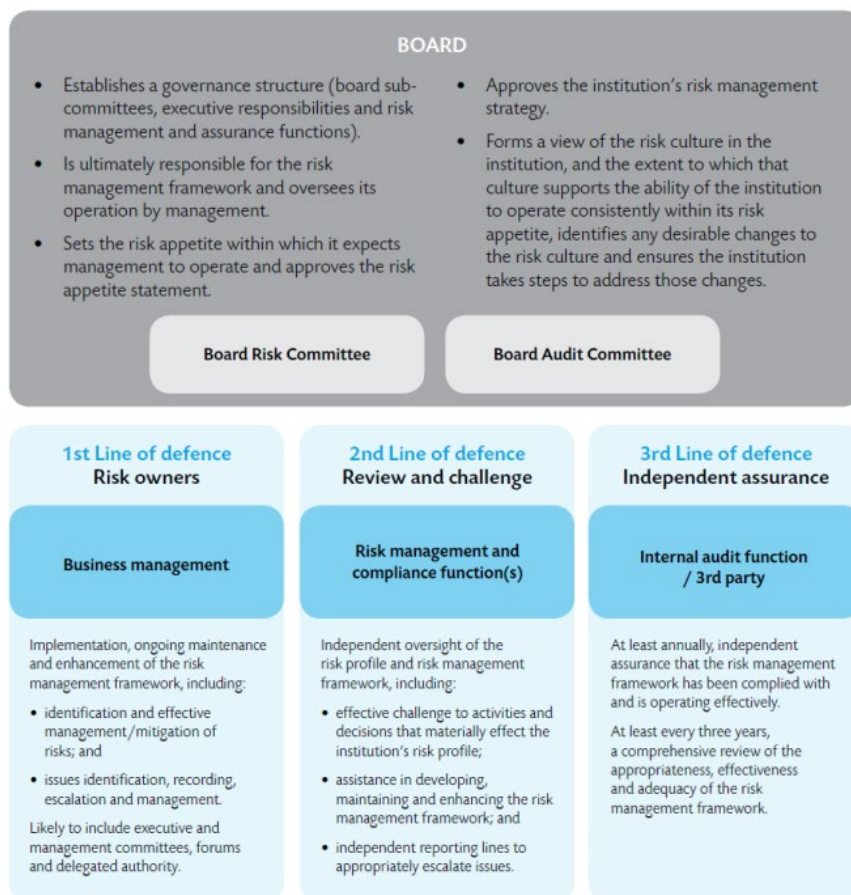 BOARD
• Establishes a governance structure (board sub-
committees, executive responsibilities and risk
management and assurance functions).
• Is ultimately responsible for the risk
management framework and oversees its
operation by management.
• Sets the risk appetite within which it expects
management to operate and approves the risk
appetite statement.
• Approves the institution's risk management
strategy.
• Forms a view of the risk culture in the
institution, and the extent to which that
culture supports the ability of the institution
to operate consistently within its risk
appetite, identifies any desirable changes to
the risk culture and ensures the institution
takes steps to address those changes.
Board Risk Committee
Board Audit Committee
1st Line of defence
Risk owners
Business management
Implementation, ongoing maintenance
and enhancement of the risk
management framework, including:
• identification and effective
management/mitigation of
risks; and
• issues identification, recording,
escalation and management.
Likely to include executive and
management committees, forums
and delegated authority.
2nd Line of defence
Review and challenge
Risk management and
compliance function(s)
Independent oversight of the
risk profile and risk management
framework, including:
• effective challenge to activities and
decisions that materially effect the
institution's risk profile;
• assistance in developing,
maintaining and enhancing the risk
management framework; and
• independent reporting lines to
appropriately escalate issues.
3rd Line of defence
Independent assurance
Internal audit function
/ 3rd party
At least annually, independent
assurance that the risk management
framework has been complied with
and is operating effectively.
At least every three years,
a comprehensive review of the
appropriateness, effectiveness
and adequacy of the risk
management framework.